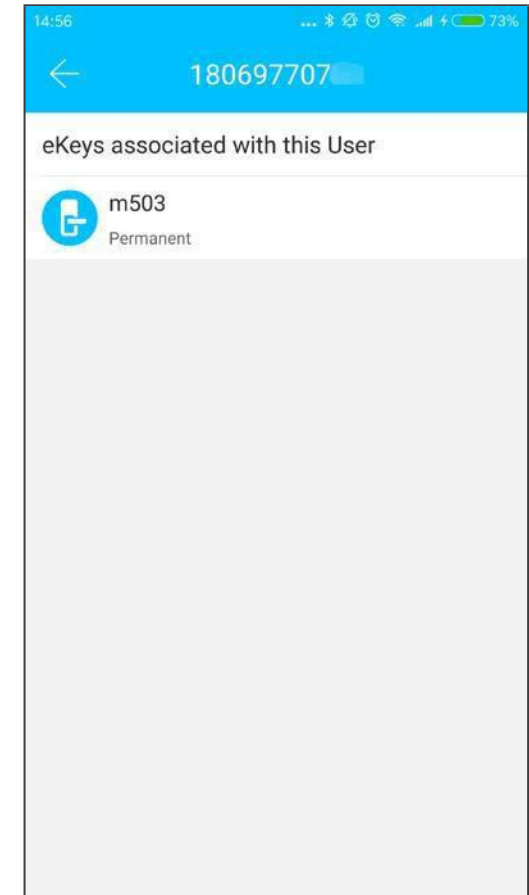 14:56 ... 73%
180697707
eKeys associated with this User
m503
Permanent